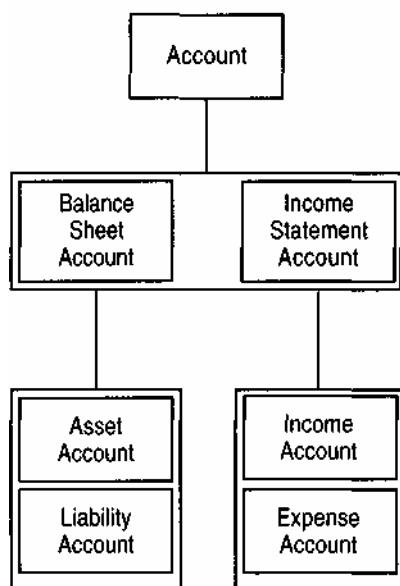 Account
Balance
Sheet
Account
Income
Statement
Account
Asset
Account
Liability
Account
Income
Account
Expense
Account